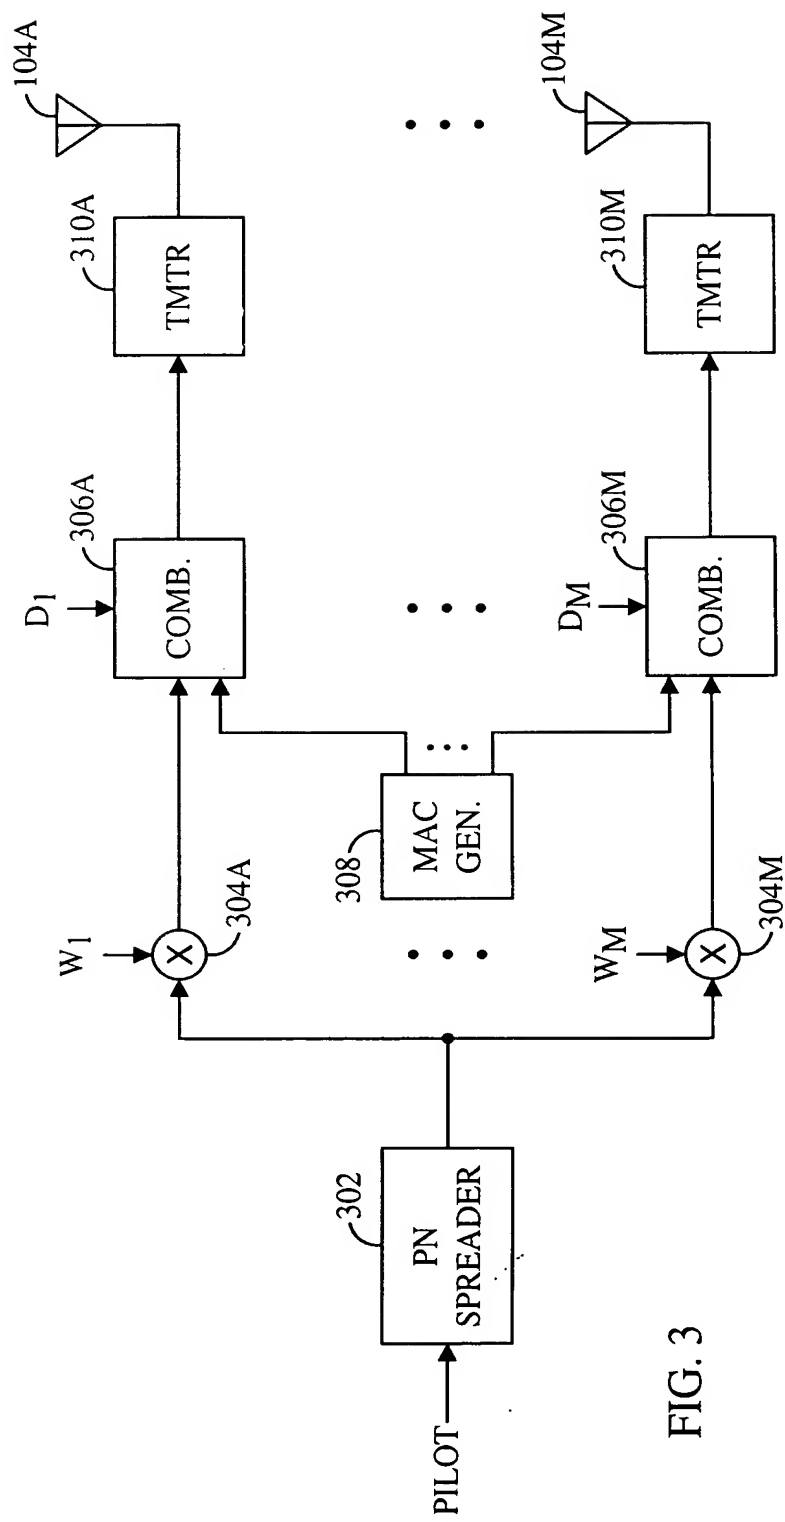 104A
104M
310A
TMTR
310M
TMTR
D1
306A
COMB.
DM
306M
COMB.
308
MAC
GEN.
W1
304A
X
WM
304M
X
302
PN
SPREADER
PILOT
FIG. 3